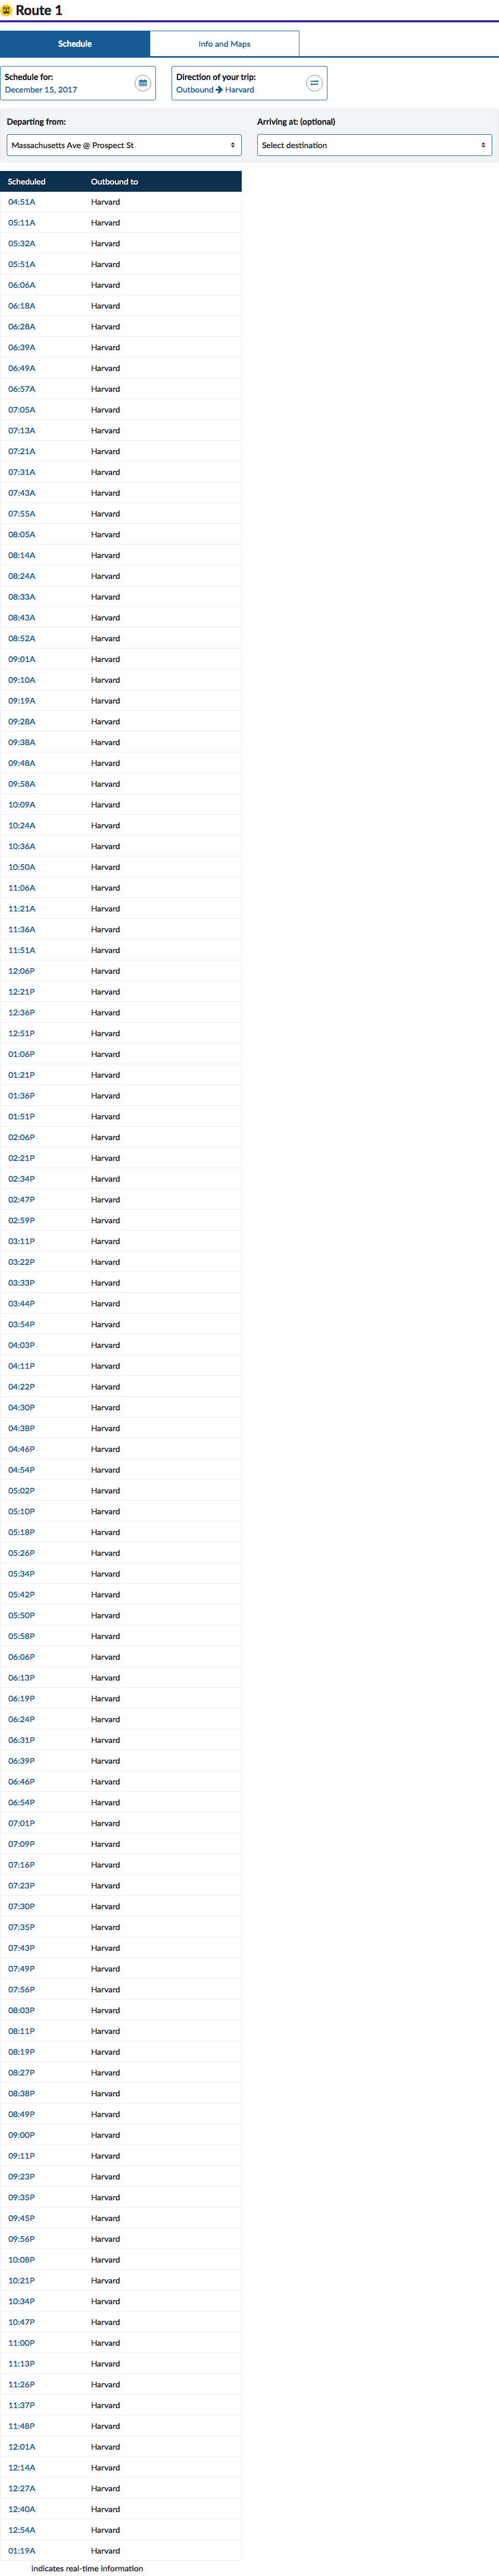 Route 1
Schedule Info and Maps
Schedule for: Direction of your trip:
December 15, 2017 Outbound → Harvard
Departing from: Arriving at: (optional)
Massachusetts Ave @ Prospect St Select destination
Scheduled Outbound to
04:51A Harvard
05:11A Harvard
05:32A Harvard
05:51A Harvard
06:06A Harvard
06:18A Harvard
06:28A Harvard
06:39A Harvard
06:49A Harvard
06:57A Harvard
07:05A Harvard
07:13A Harvard
07:21A Harvard
07:31A Harvard
07:43A Harvard
07:55A Harvard
08:05A Harvard
08:14A Harvard
08:24A Harvard
08:33A Harvard
08:43A Harvard
08:52A Harvard
09:01A Harvard
09:10A Harvard
09:19A Harvard
09:28A Harvard
09:38A Harvard
09:48A Harvard
09:58A Harvard
10:09A Harvard
10:24A Harvard
10:36A Harvard
10:50A Harvard
11:06A Harvard
11:21A Harvard
11:36A Harvard
11:51A Harvard
12:06P Harvard
12:21P Harvard
12:36P Harvard
12:51P Harvard
01:06P Harvard
01:21P Harvard
01:36P Harvard
01:51P Harvard
02:06P Harvard
02:21P Harvard
02:34P Harvard
02:47P Harvard
02:59P Harvard
03:11P Harvard
03:22P Harvard
03:33P Harvard
03:44P Harvard
03:54P Harvard
04:03P Harvard
04:11P Harvard
04:22P Harvard
04:30P Harvard
04:38P Harvard
04:46P Harvard
04:54P Harvard
05:02P Harvard
05:10P Harvard
05:18P Harvard
05:26P Harvard
05:34P Harvard
05:42P Harvard
05:50P Harvard
05:58P Harvard
06:06P Harvard
06:13P Harvard
06:19P Harvard
06:24P Harvard
06:31P Harvard
06:39P Harvard
06:46P Harvard
06:54P Harvard
07:01P Harvard
07:09P Harvard
07:16P Harvard
07:23P Harvard
07:30P Harvard
07:35P Harvard
07:43P Harvard
07:49P Harvard
07:56P Harvard
08:03P Harvard
08:11P Harvard
08:19P Harvard
08:27P Harvard
08:38P Harvard
08:49P Harvard
09:00P Harvard
09:11P Harvard
09:23P Harvard
09:35P Harvard
09:45P Harvard
09:56P Harvard
10:08P Harvard
10:21P Harvard
10:34P Harvard
10:47P Harvard
11:00P Harvard
11:13P Harvard
11:26P Harvard
11:37P Harvard
11:48P Harvard
12:01A Harvard
12:14A Harvard
12:27A Harvard
12:40A Harvard
12:54A Harvard
01:19A Harvard
indicates real-time information